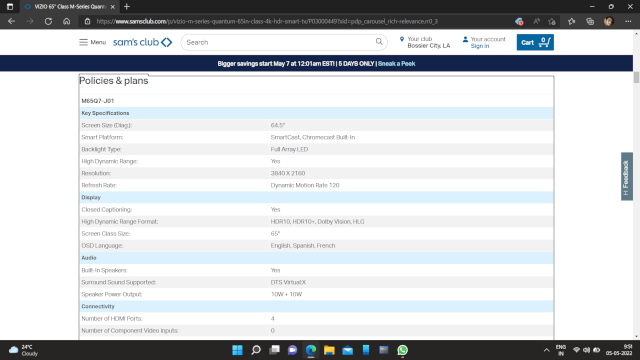 VIZIO 65" Class M-Series Quantum
https://www.samsclub.com/p/vizio-m-series-quantum-65in-class-4k-hdr-smart-tv/P03000449?xid=pdp_carousel_rich-relevance.rr0_3
Menu
sam's club
Search
Your club
Bossier City, LA
Your account
Sign in
Cart
0
Bigger savings start May 7 at 12:01am EST! | 5 DAYS ONLY | Sneak a Peek
Policies & plans
M65Q7-J01
Key Specifications
Screen Size (Diag.): 64.5"
Smart Platform: SmartCast, Chromecast Built-In
Backlight Type: Full Array LED
High Dynamic Range: Yes
Resolution: 3840 X 2160
Refresh Rate: Dynamic Motion Rate 120
Display
Closed Captioning: Yes
High Dynamic Range Format: HDR10, HDR10+, Dolby Vision, HLG
Screen Class Size: 65"
OSD Language: English, Spanish, French
Audio
Built-in Speakers: Yes
Surround Sound Supported: DTS Virtual:X
Speaker Power Output: 10W + 10W
Connectivity
Number of HDMI Ports: 4
Number of Component Video Inputs: 0
Feedback
24°C
Cloudy
ENG
IN
9:51
05-05-2022